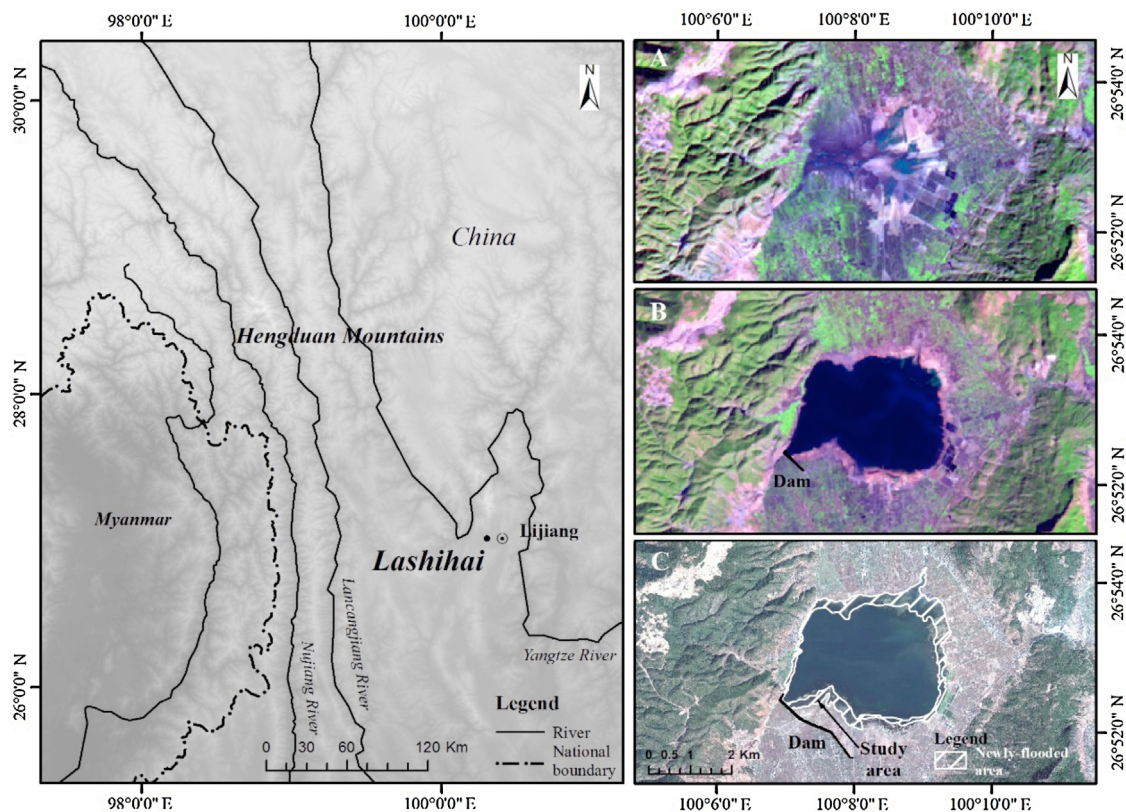 98°0'0" E
100°0'0" E
30°0'0" N
28°0'0" N
26°0'0" N
N
China
Hengduan Mountains
Myanmar
Lijiang
Lashihai
Lancangjiang River
Nujiang River
Yangtze River
Legend
River
National
boundary
0 30 60 120 Km
98°0'0" E
100°0'0" E
100°6'0" E
100°8'0" E
100°10'0" E
A
N
26°54'0" N
26°52'0" N
B
Dam
26°54'0" N
26°52'0" N
C
Dam
Study
area
Legend
Newly-flooded
area
0 0.5 1 2 Km
26°54'0" N
26°52'0" N
100°6'0" E
100°8'0" E
100°10'0" E